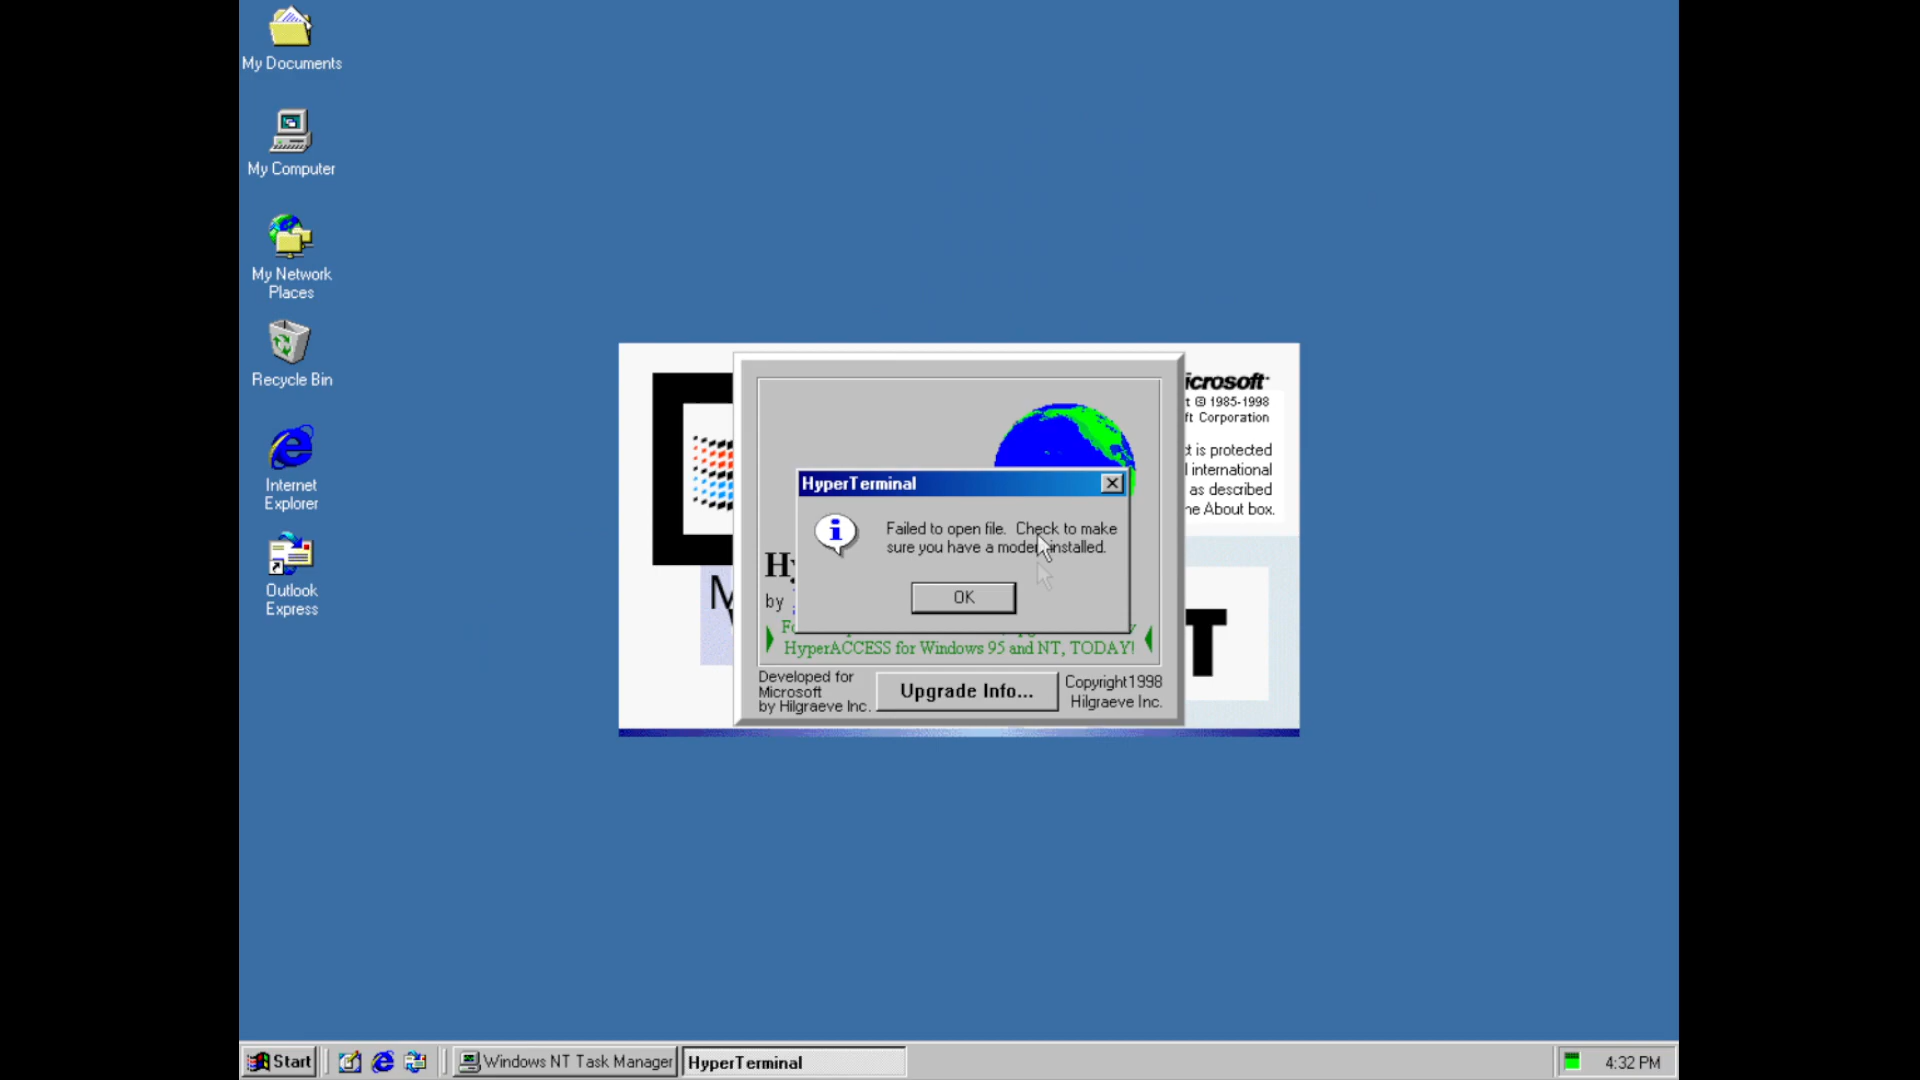 My Documents
My Computer
My Network
Places
Recycle Bin
Internet
Explorer
Outlook
Express
icrosoft
t © 1985-1998
ft Corporation
t is protected
l international
as described
he About box.
HyperTerminal
Failed to open file. Check to make
sure you have a modem installed.
OK
Hy
by
HyperACCESS for Windows 95 and NT, TODAY!
Developed for
Microsoft
by Hilgraeve Inc.
Upgrade Info...
Copyright1998
Hilgraeve Inc.
T
Start
Windows NT Task Manager
HyperTerminal
4:32 PM